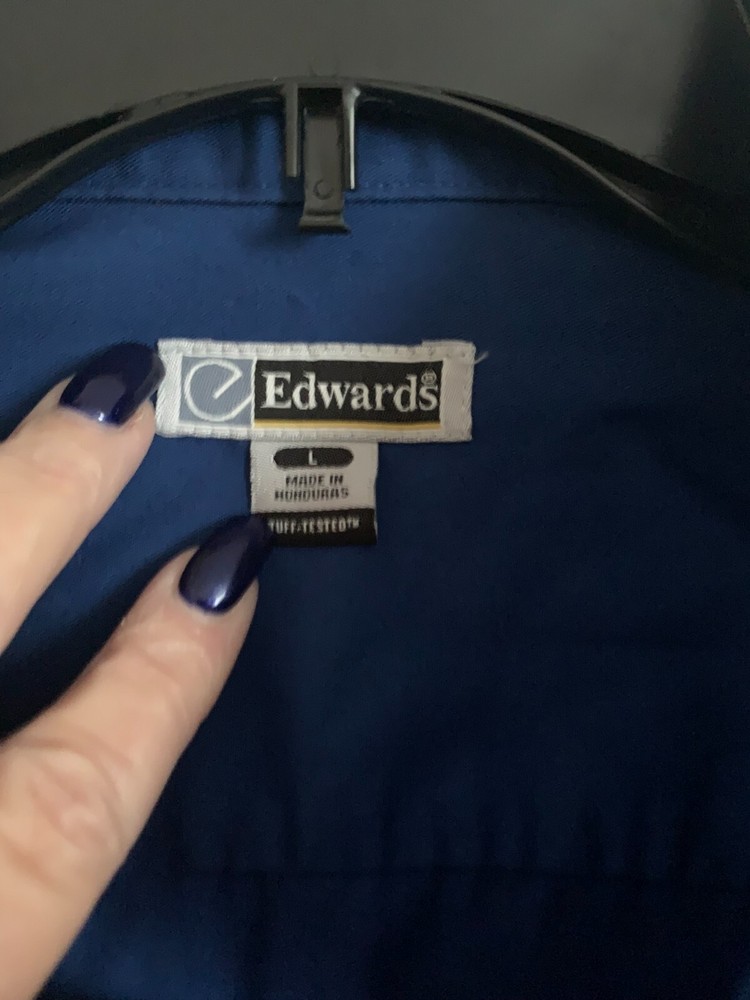 e Edwards®
L
MADE IN
HONDURAS
TUFF-TESTED™